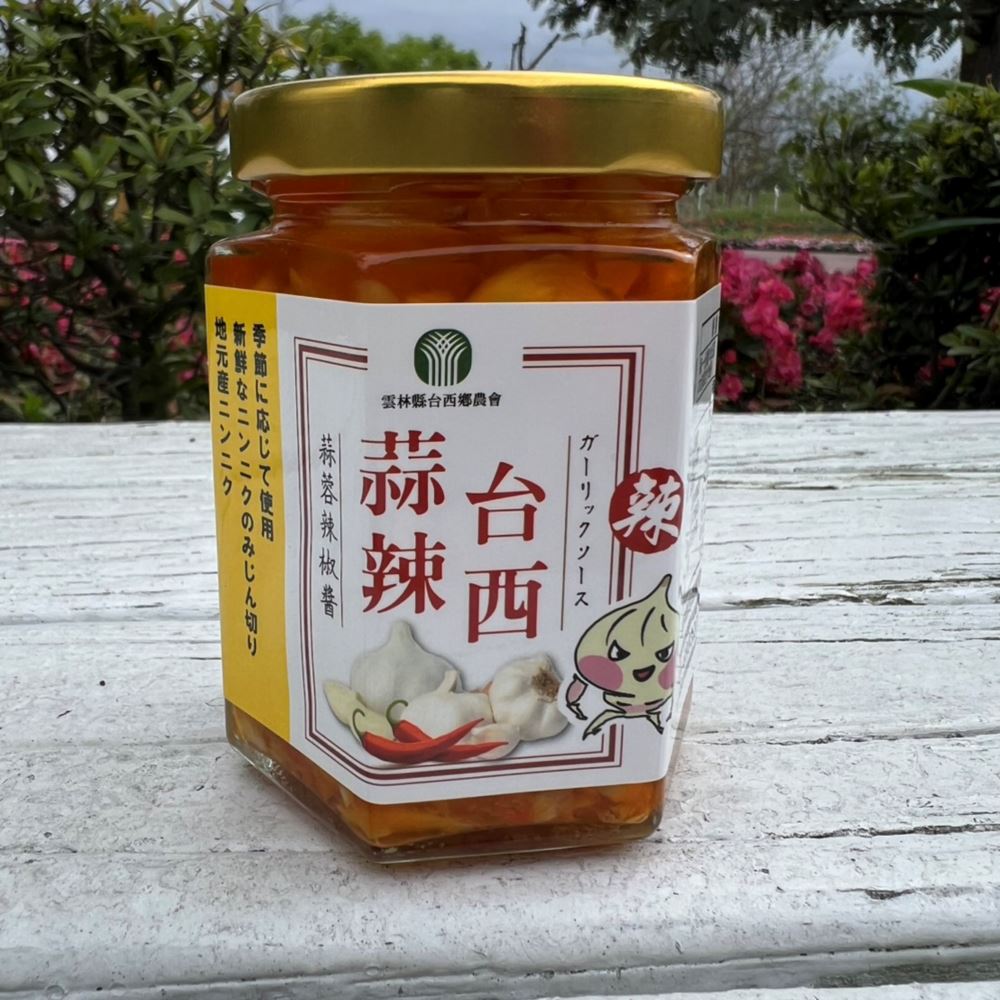 雲林縣台西鄉農會
台西
蒜辣
ガーリックソース
蒜蓉辣椒醬
辣
季節に応じて使用
新鮮なニンニクのみじん切り
地元産ニンニク